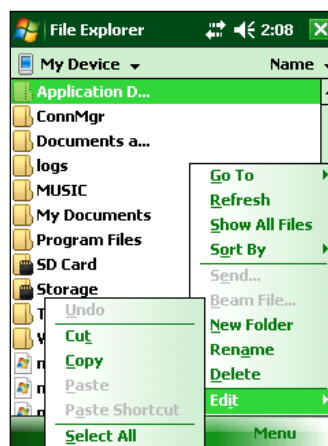 File Explorer 2:08
My Device Name
Application D...
ConnMgr
Documents a...
logs
MUSIC
My Documents
Program Files
SD Card
Storage
Go To
Refresh
Show All Files
Sort By
Send...
Beam File...
New Folder
Rename
Delete
Edit
Undo
Cut
Copy
Paste
Paste Shortcut
Select All
Menu